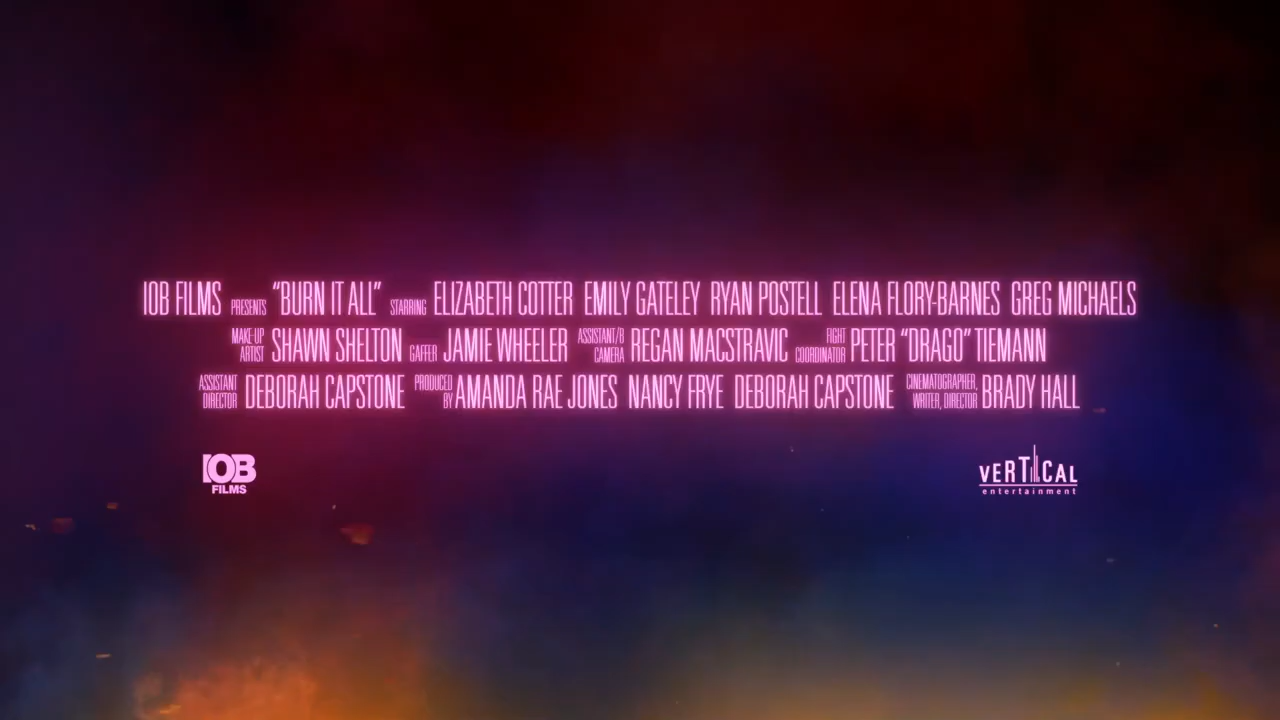 IOB FILMS PRESENTS "BURN IT ALL" STARRING ELIZABETH COTTER EMILY GATELEY RYAN POSTELL ELENA FLORY-BARNES GREG MICHAELS
MAKE-UP ARTIST SHAWN SHELTON GAFFER JAMIE WHEELER ASSISTANT/B CAMERA REGAN MACSTRAVIC FIGHT COORDINATOR PETER "DRAGO" TIEMANN
ASSISTANT DIRECTOR DEBORAH CAPSTONE PRODUCED BY AMANDA RAE JONES NANCY FRYE DEBORAH CAPSTONE CINEMATOGRAPHER, WRITER, DIRECTOR BRADY HALL
IOB
FILMS
VERTICAL
entertainment